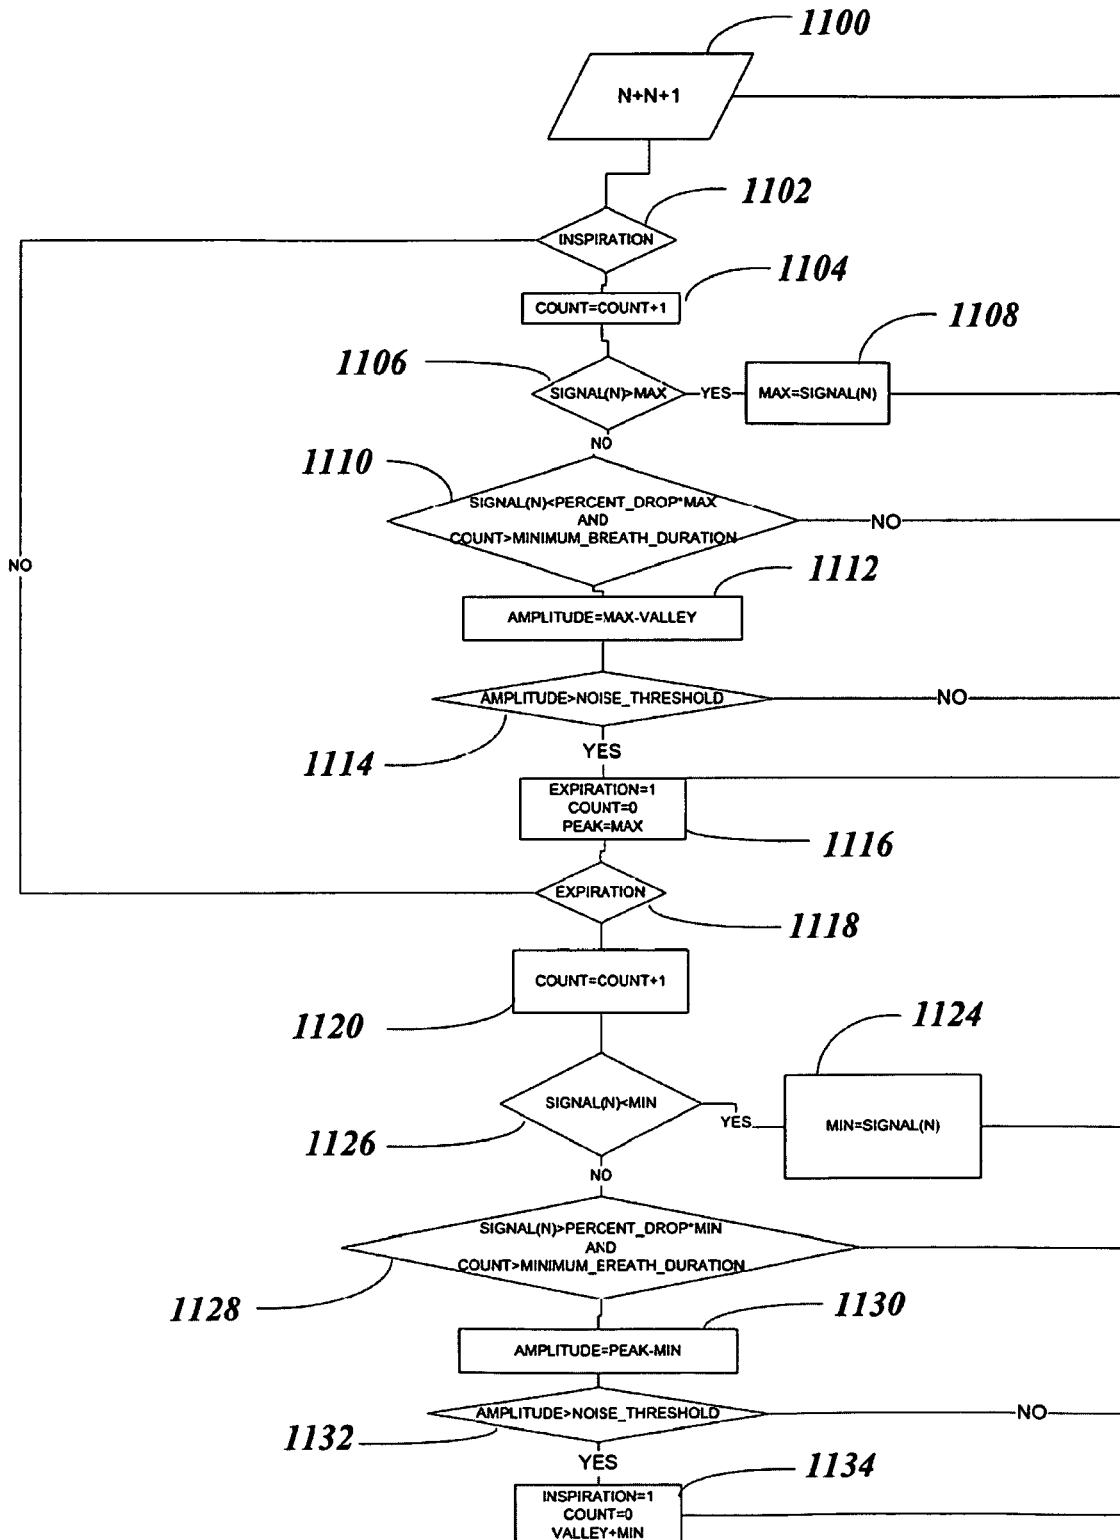 1100
N+N+1
1102
INSPIRATION
1104
COUNT=COUNT+1
1108
1106
SIGNAL(N)>MAX
YES
MAX=SIGNAL(N)
NO
1110
SIGNAL(N)<PERCENT_DROP*MAX
AND
COUNT>MINIMUM_BREATH_DURATION
NO
NO
1112
AMPLITUDE=MAX-VALLEY
AMPLITUDE>NOISE_THRESHOLD
NO
1114
YES
EXPIRATION=1
COUNT=0
PEAK=MAX
1116
EXPIRATION
1118
COUNT=COUNT+1
1120
1124
SIGNAL(N)<MIN
YES
MIN=SIGNAL(N)
1126
NO
SIGNAL(N)>PERCENT_DROP*MIN
AND
COUNT>MINIMUM_EREATH_DURATION
1128
1130
AMPLITUDE=PEAK-MIN
AMPLITUDE>NOISE_THRESHOLD
NO
1132
YES
1134
INSPIRATION=1
COUNT=0
VALLEY+MIN